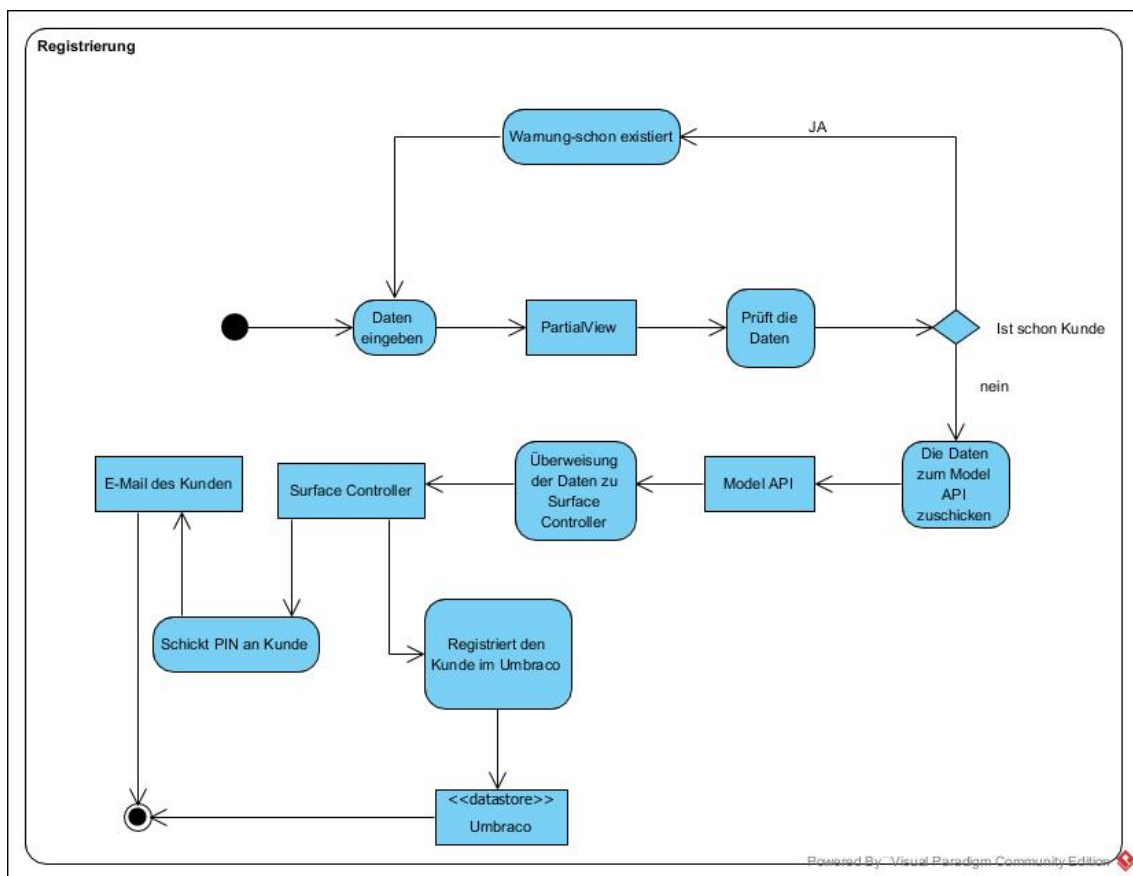 Registrierung
Warnung-schon existiert
JA
Daten
eingeben
PartialView
Prüft die
Daten
Ist schon Kunde
nein
E-Mail des Kunden
Surface Controller
Überweisung
der Daten zu
Surface
Controller
Model API
Die Daten
zum Model
API
zuschicken
Schickt PIN an Kunde
Registriert den
Kunde im Umbraco
<<datastore>>
Umbraco
Powered By Visual Paradigm Community Edition